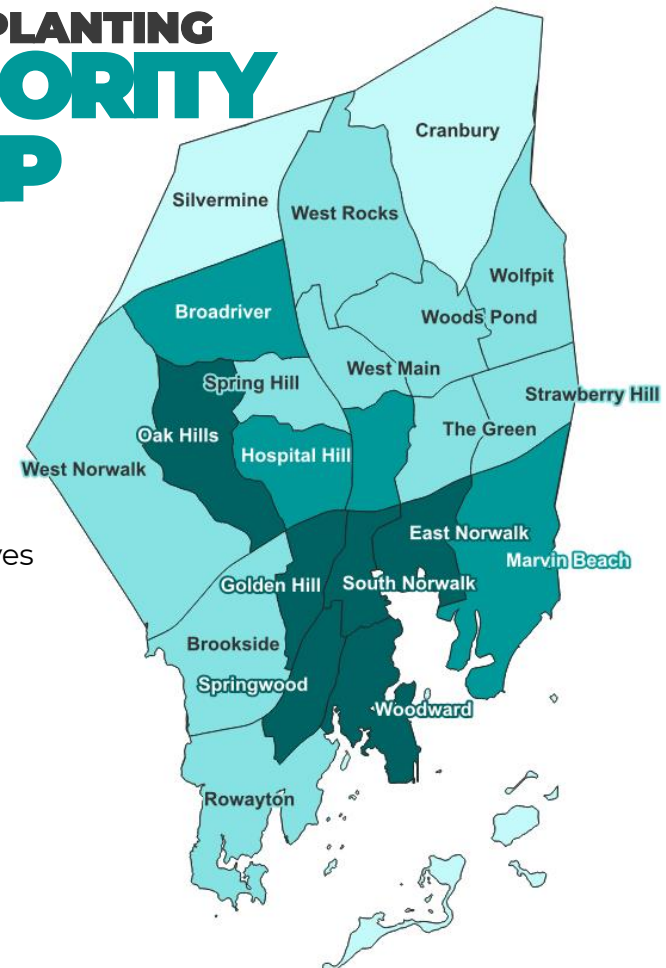 PLANTING
ORITY
P
Cranbury
Silvermine
West Rocks
Wolfpit
Broadriver
Woods Pond
West Main
Spring Hill
Strawberry Hill
The Green
Oak Hills
Hospital Hill
West Norwalk
East Norwalk
ves
Marvin Beach
Golden Hill
South Norwalk
Brookside
Springwood
Woodward
Rowayton